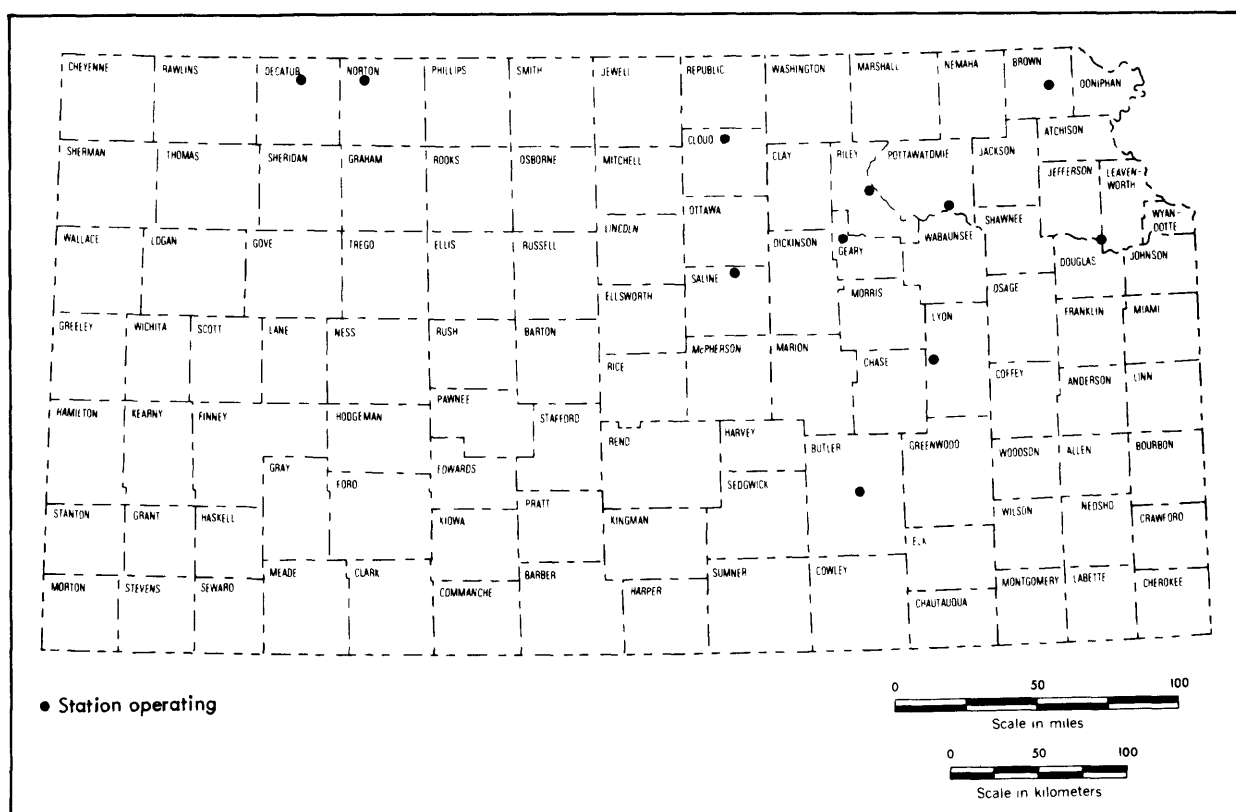 CHEYENNE
RAWLINS
DECATUR
NORTON
PHILLIPS
SMITH
JEWELL
REPUBLIC
WASHINGTON
MARSHALL
NEMAHA
BROWN
DONIPHAN
ATCHISON
CLOUD
SHERMAN
THOMAS
SHERIDAN
GRAHAM
ROOKS
OSBORNE
MITCHELL
CLAY
RILEY
POTTAWATOMIE
JACKSON
JEFFERSON
LEAVEN-
WORTH
WYAN-
DOTTE
OTTAWA
LINCOLN
SHAWNEE
WALLACE
LOGAN
GOVE
TREGO
ELLIS
RUSSELL
DICKINSON
GEARY
WABAUNSEE
DOUGLAS
JOHNSON
SALINE
ELLSWORTH
MORRIS
OSAGE
LYON
FRANKLIN
MIAMI
GREELEY
WICHITA
SCOTT
LANE
NESS
RUSH
BARTON
RICE
McPHERSON
MARION
CHASE
COFFEY
ANDERSON
LINN
HAMILTON
KEARNY
FINNEY
HODGEMAN
PAWNEE
STAFFORD
RENO
HARVEY
BUTLER
GREENWOOD
WOODSON
ALLEN
BOURBON
GRAY
FORD
EDWARDS
SEDGWICK
PRATT
KINGMAN
WILSON
NEOSHO
CRAWFORD
STANTON
GRANT
HASKELL
KIOWA
ELK
MORTON
STEVENS
SEWARD
MEADE
CLARK
COMMANCHE
BARBER
HARPER
SUMNER
COWLEY
CHAUTAUQUA
MONTGOMERY
LABETTE
CHEROKEE
● Station operating
0 50 100
Scale in miles
0 50 100
Scale in kilometers